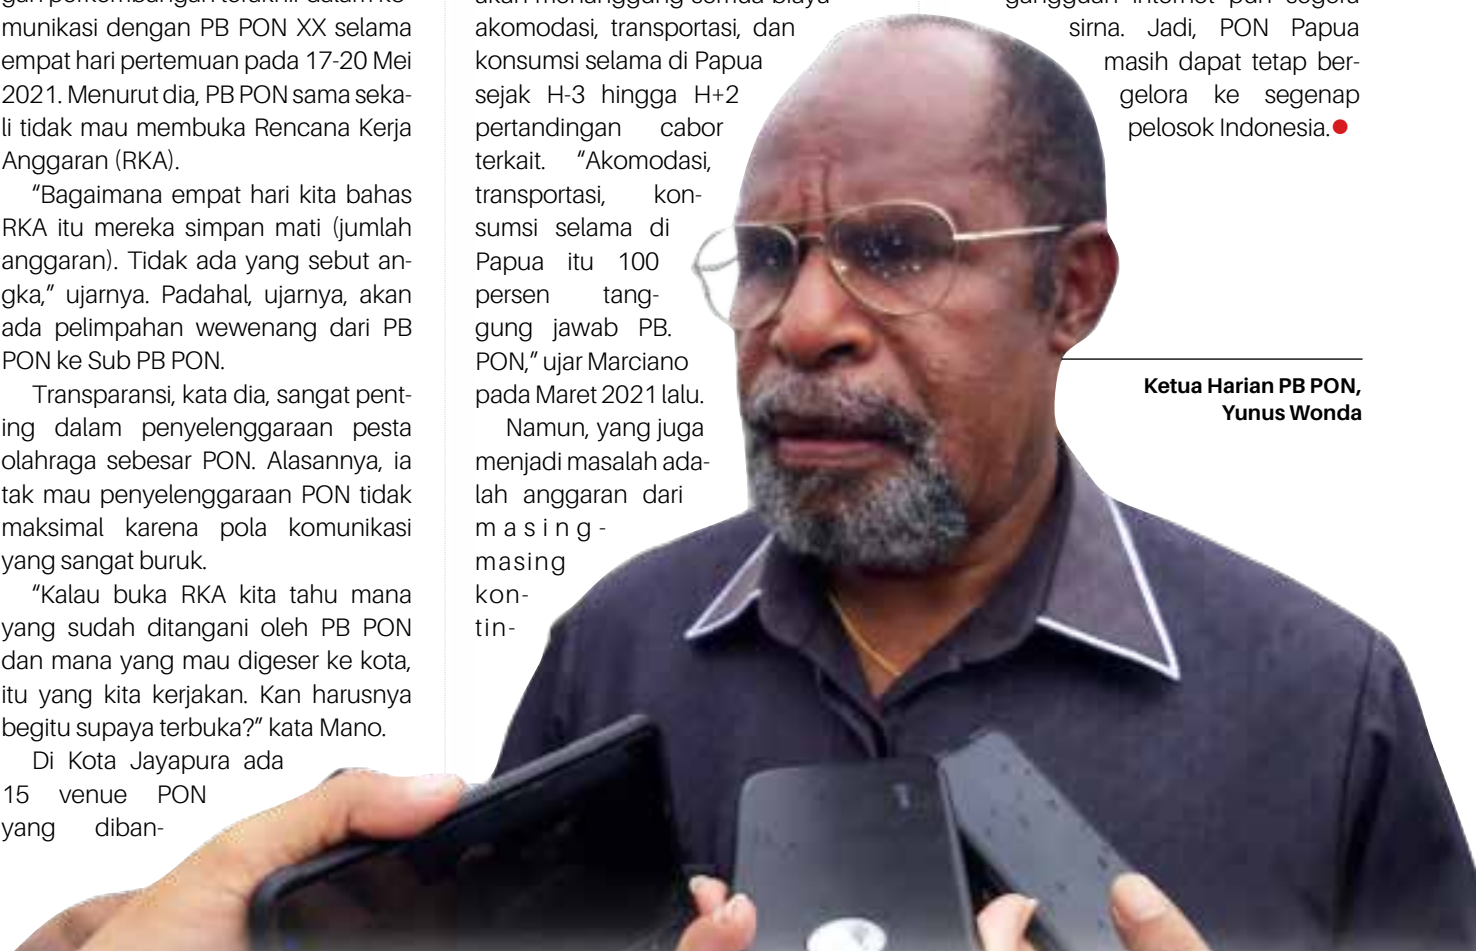 munikasi dengan PB PON XX selama
empat hari pertemuan pada 17-20 Mei
2021. Menurut dia, PB PON sama seka-
li tidak mau membuka Rencana Kerja
Anggaran (RKA).
“Bagaimana empat hari kita bahas
RKA itu mereka simpan mati (jumlah
anggaran). Tidak ada yang sebut an-
gka,” ujarnya. Padahal, ujarnya, akan
ada pelimpahan wewenang dari PB
PON ke Sub PB PON.
Transparansi, kata dia, sangat pent-
ing dalam penyelenggaraan pesta
olahraga sebesar PON. Alasannya, ia
tak mau penyelenggaraan PON tidak
maksimal karena pola komunikasi
yang sangat buruk.
“Kalau buka RKA kita tahu mana
yang sudah ditangani oleh PB PON
dan mana yang mau digeser ke kota,
itu yang kita kerjakan. Kan harusnya
begitu supaya terbuka?” kata Mano.
Di Kota Jayapura ada
15 venue PON
yang diban-
akan menanggung semua biaya
akomodasi, transportasi, dan
konsumsi selama di Papua
sejak H-3 hingga H+2
pertandingan cabor
terkait. “Akomodasi,
transportasi, kon-
sumsi selama di
Papua itu 100
persen tang-
gung jawab PB.
PON,” ujar Marciano
pada Maret 2021 lalu.
Namun, yang juga
menjadi masalah ada-
lah anggaran dari
masing-
masing
kon-
tin-
gangguan internet pun segera
sirna. Jadi, PON Papua
masih dapat tetap ber-
gelora ke segenap
pelosok Indonesia.
Ketua Harian PB PON,
Yunus Wonda